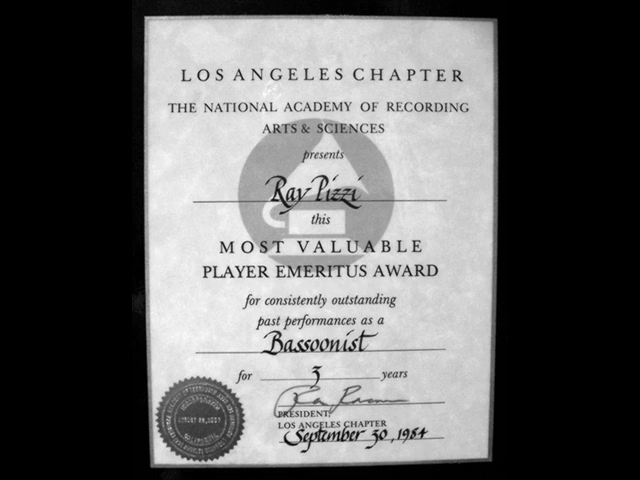 LOS ANGELES CHAPTER
THE NATIONAL ACADEMY OF RECORDING
ARTS & SCIENCES
presents
Ray Pizzi
this
MOST VALUABLE
PLAYER EMERITUS AWARD
for consistently outstanding
past performances as a
Bassoonist
for 3 years
PRESIDENT,
LOS ANGELES CHAPTER
September 30, 1984